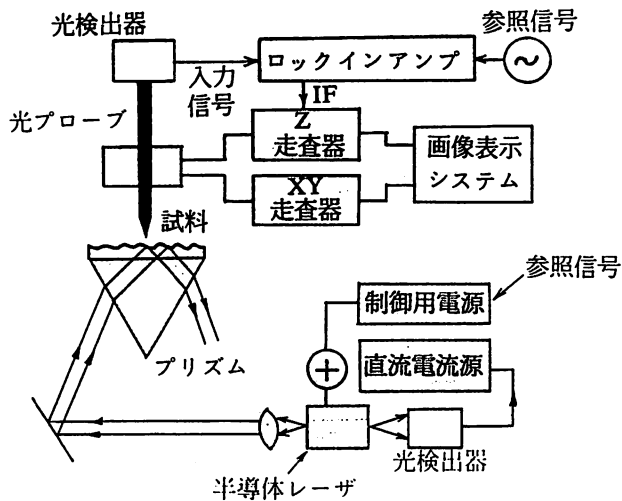 光検出器
参照信号
ロックインアンプ
入力
信号
IF
光プローブ
Z
走査器
画像表示
システム
XY
走査器
試料
参照信号
制御用電源
プリズム
直流電流源
光検出器
半導体レーザ